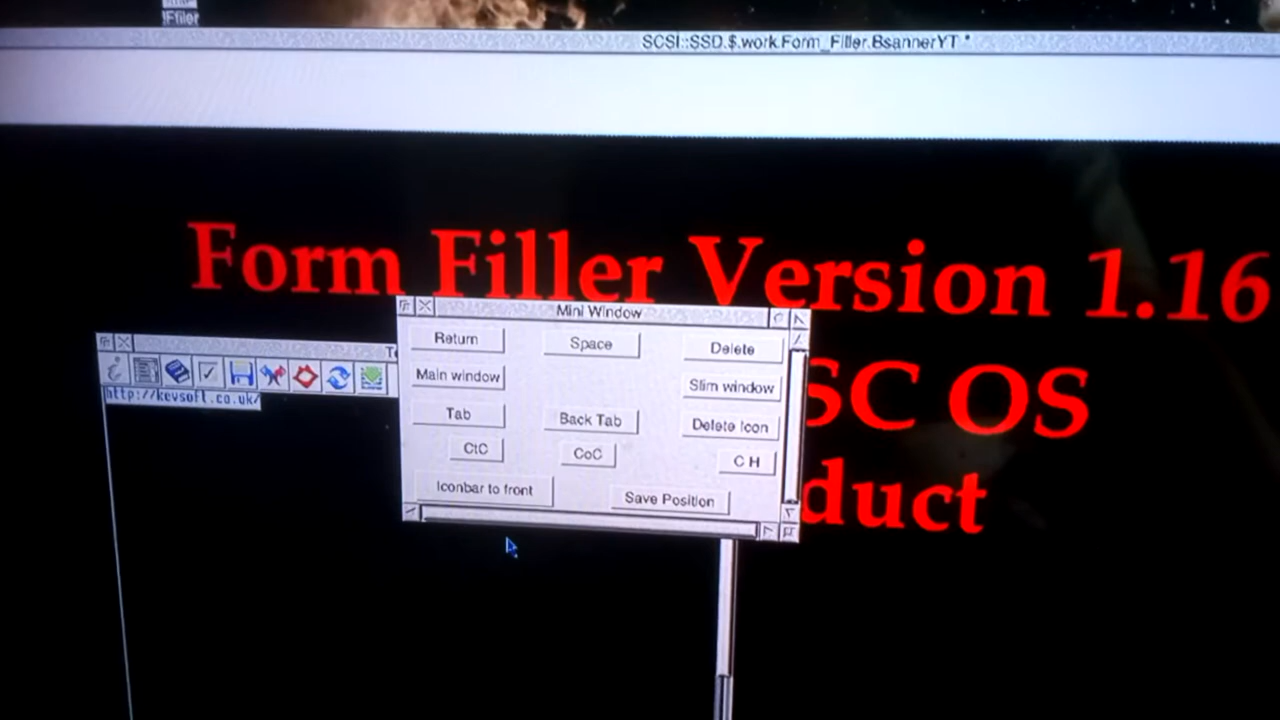 !Ffiler
SCSI::SSD.$.work.Form_Filler.BsannerYT *
Form Filler Version 1.16
SC OS
duct
Mini Window
Return Space Delete
Main window Slim window
Tab Back Tab Delete Icon
CtC CoC C H
Iconbar to front Save Position
http://kevsoft.co.uk/